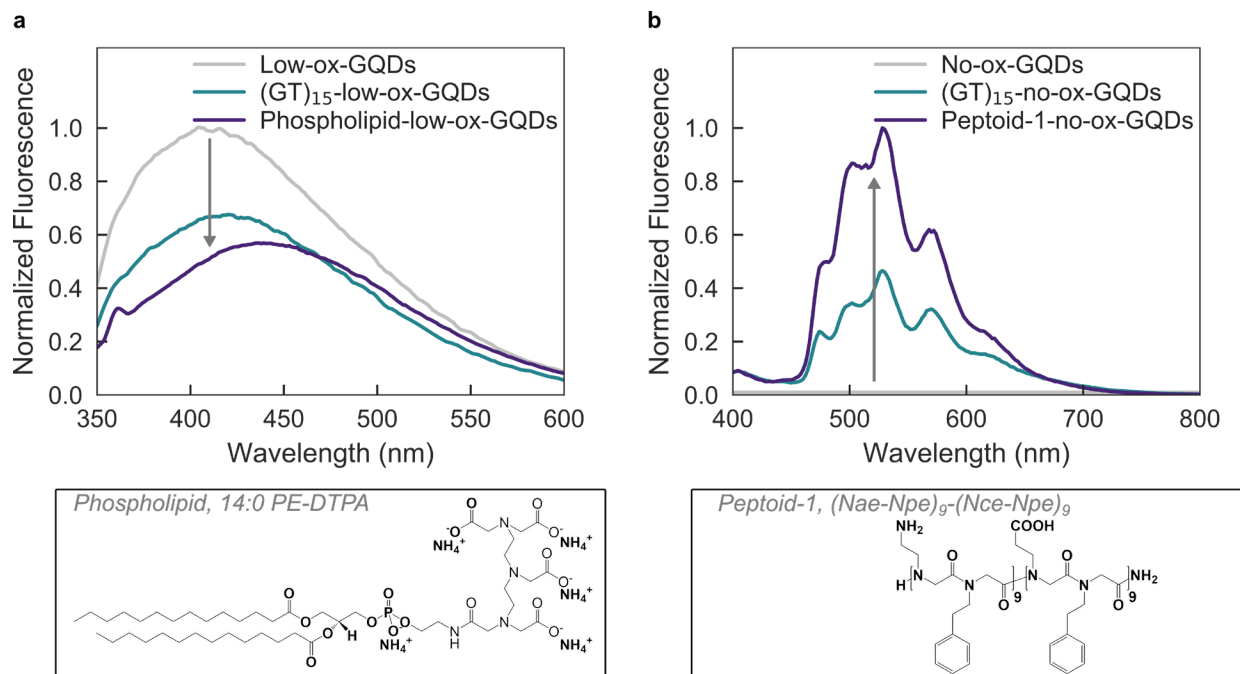 a
Low-ox-GQDs
(GT)₁₅-low-ox-GQDs
Phospholipid-low-ox-GQDs
Normalized Fluorescence
1.0
0.8
0.6
0.4
0.2
0.0
350 400 450 500 550 600
Wavelength (nm)
Phospholipid, 14:0 PE-DTPA
O
⁻O
NH₄⁺
N
O
O⁻
NH₄⁺
N
O
O⁻
NH₄⁺
O
O
O
H
O
O
O
P
O⁻
O
NH₄⁺
N
H
O
N
O
O⁻
NH₄⁺
b
No-ox-GQDs
(GT)₁₅-no-ox-GQDs
Peptoid-1-no-ox-GQDs
Normalized Fluorescence
1.0
0.8
0.6
0.4
0.2
0.0
400 500 600 700 800
Wavelength (nm)
Peptoid-1, (Nae-Npe)₉-(Nce-Npe)₉
NH₂
COOH
H
N
O
N
O
9
N
O
N
O
9
NH₂